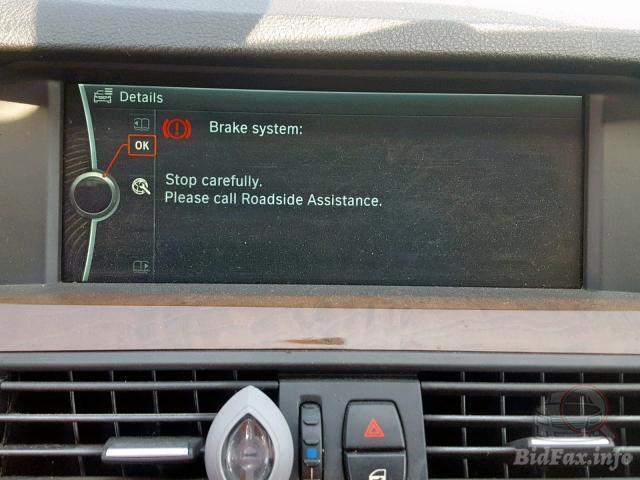 Details
OK
Brake system:
Stop carefully.
Please call Roadside Assistance.
BidFax.info